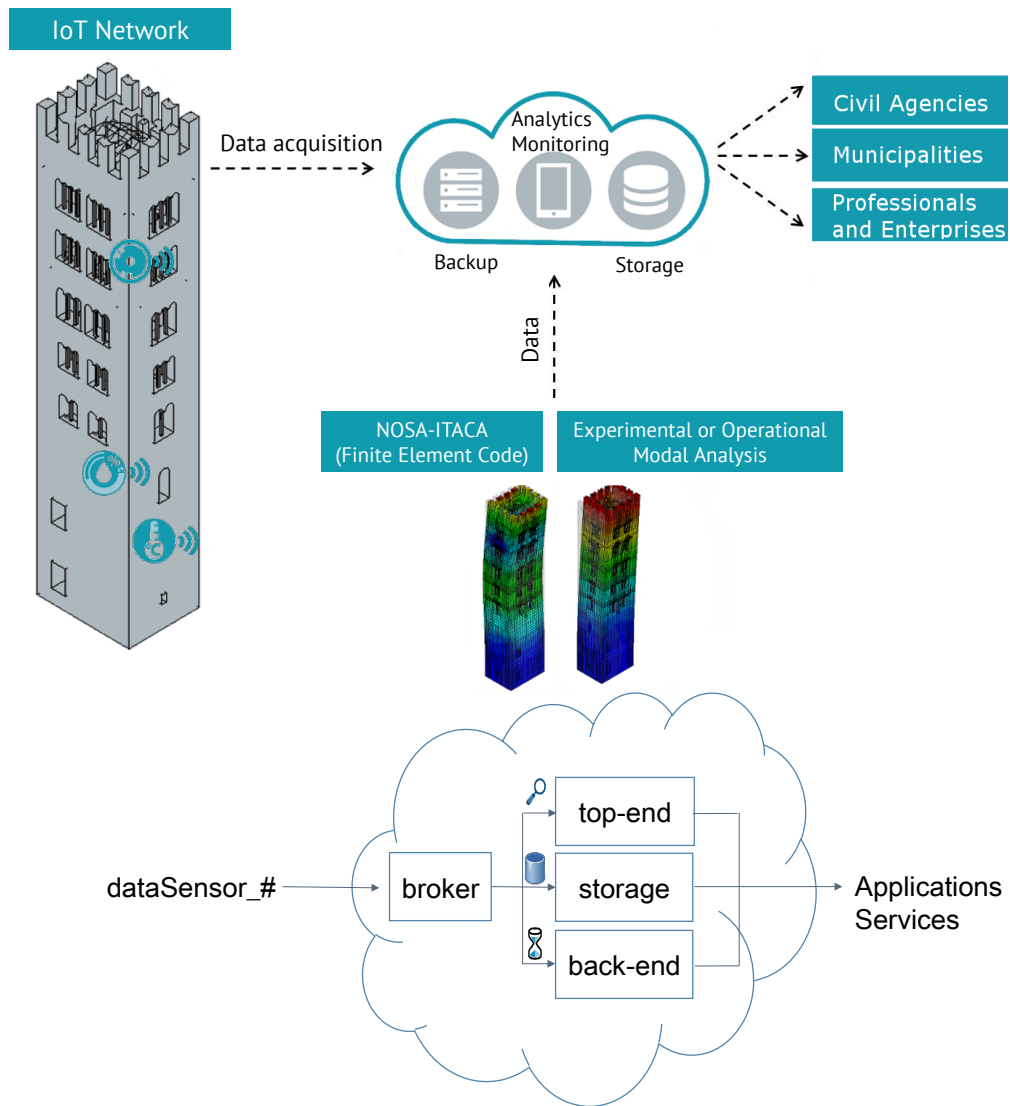 IoT Network
Data acquisition
Analytics
Monitoring
Backup
Storage
Civil Agencies
Municipalities
Professionals
and Enterprises
Data
NOSA-ITACA
(Finite Element Code)
Experimental or Operational
Modal Analysis
°C
dataSensor_#
broker
top-end
storage
back-end
Applications
Services